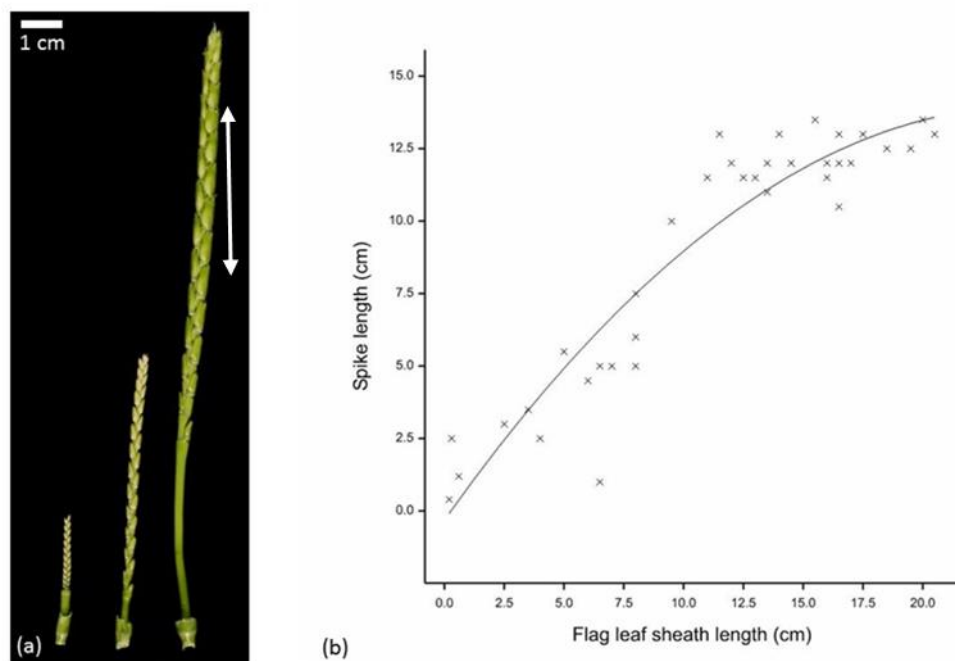 1 cm
(a)
15.0
12.5
10.0
7.5
5.0
2.5
0.0
Spike length (cm)
0.0 2.5 5.0 7.5 10.0 12.5 15.0 17.5 20.0
Flag leaf sheath length (cm)
(b)